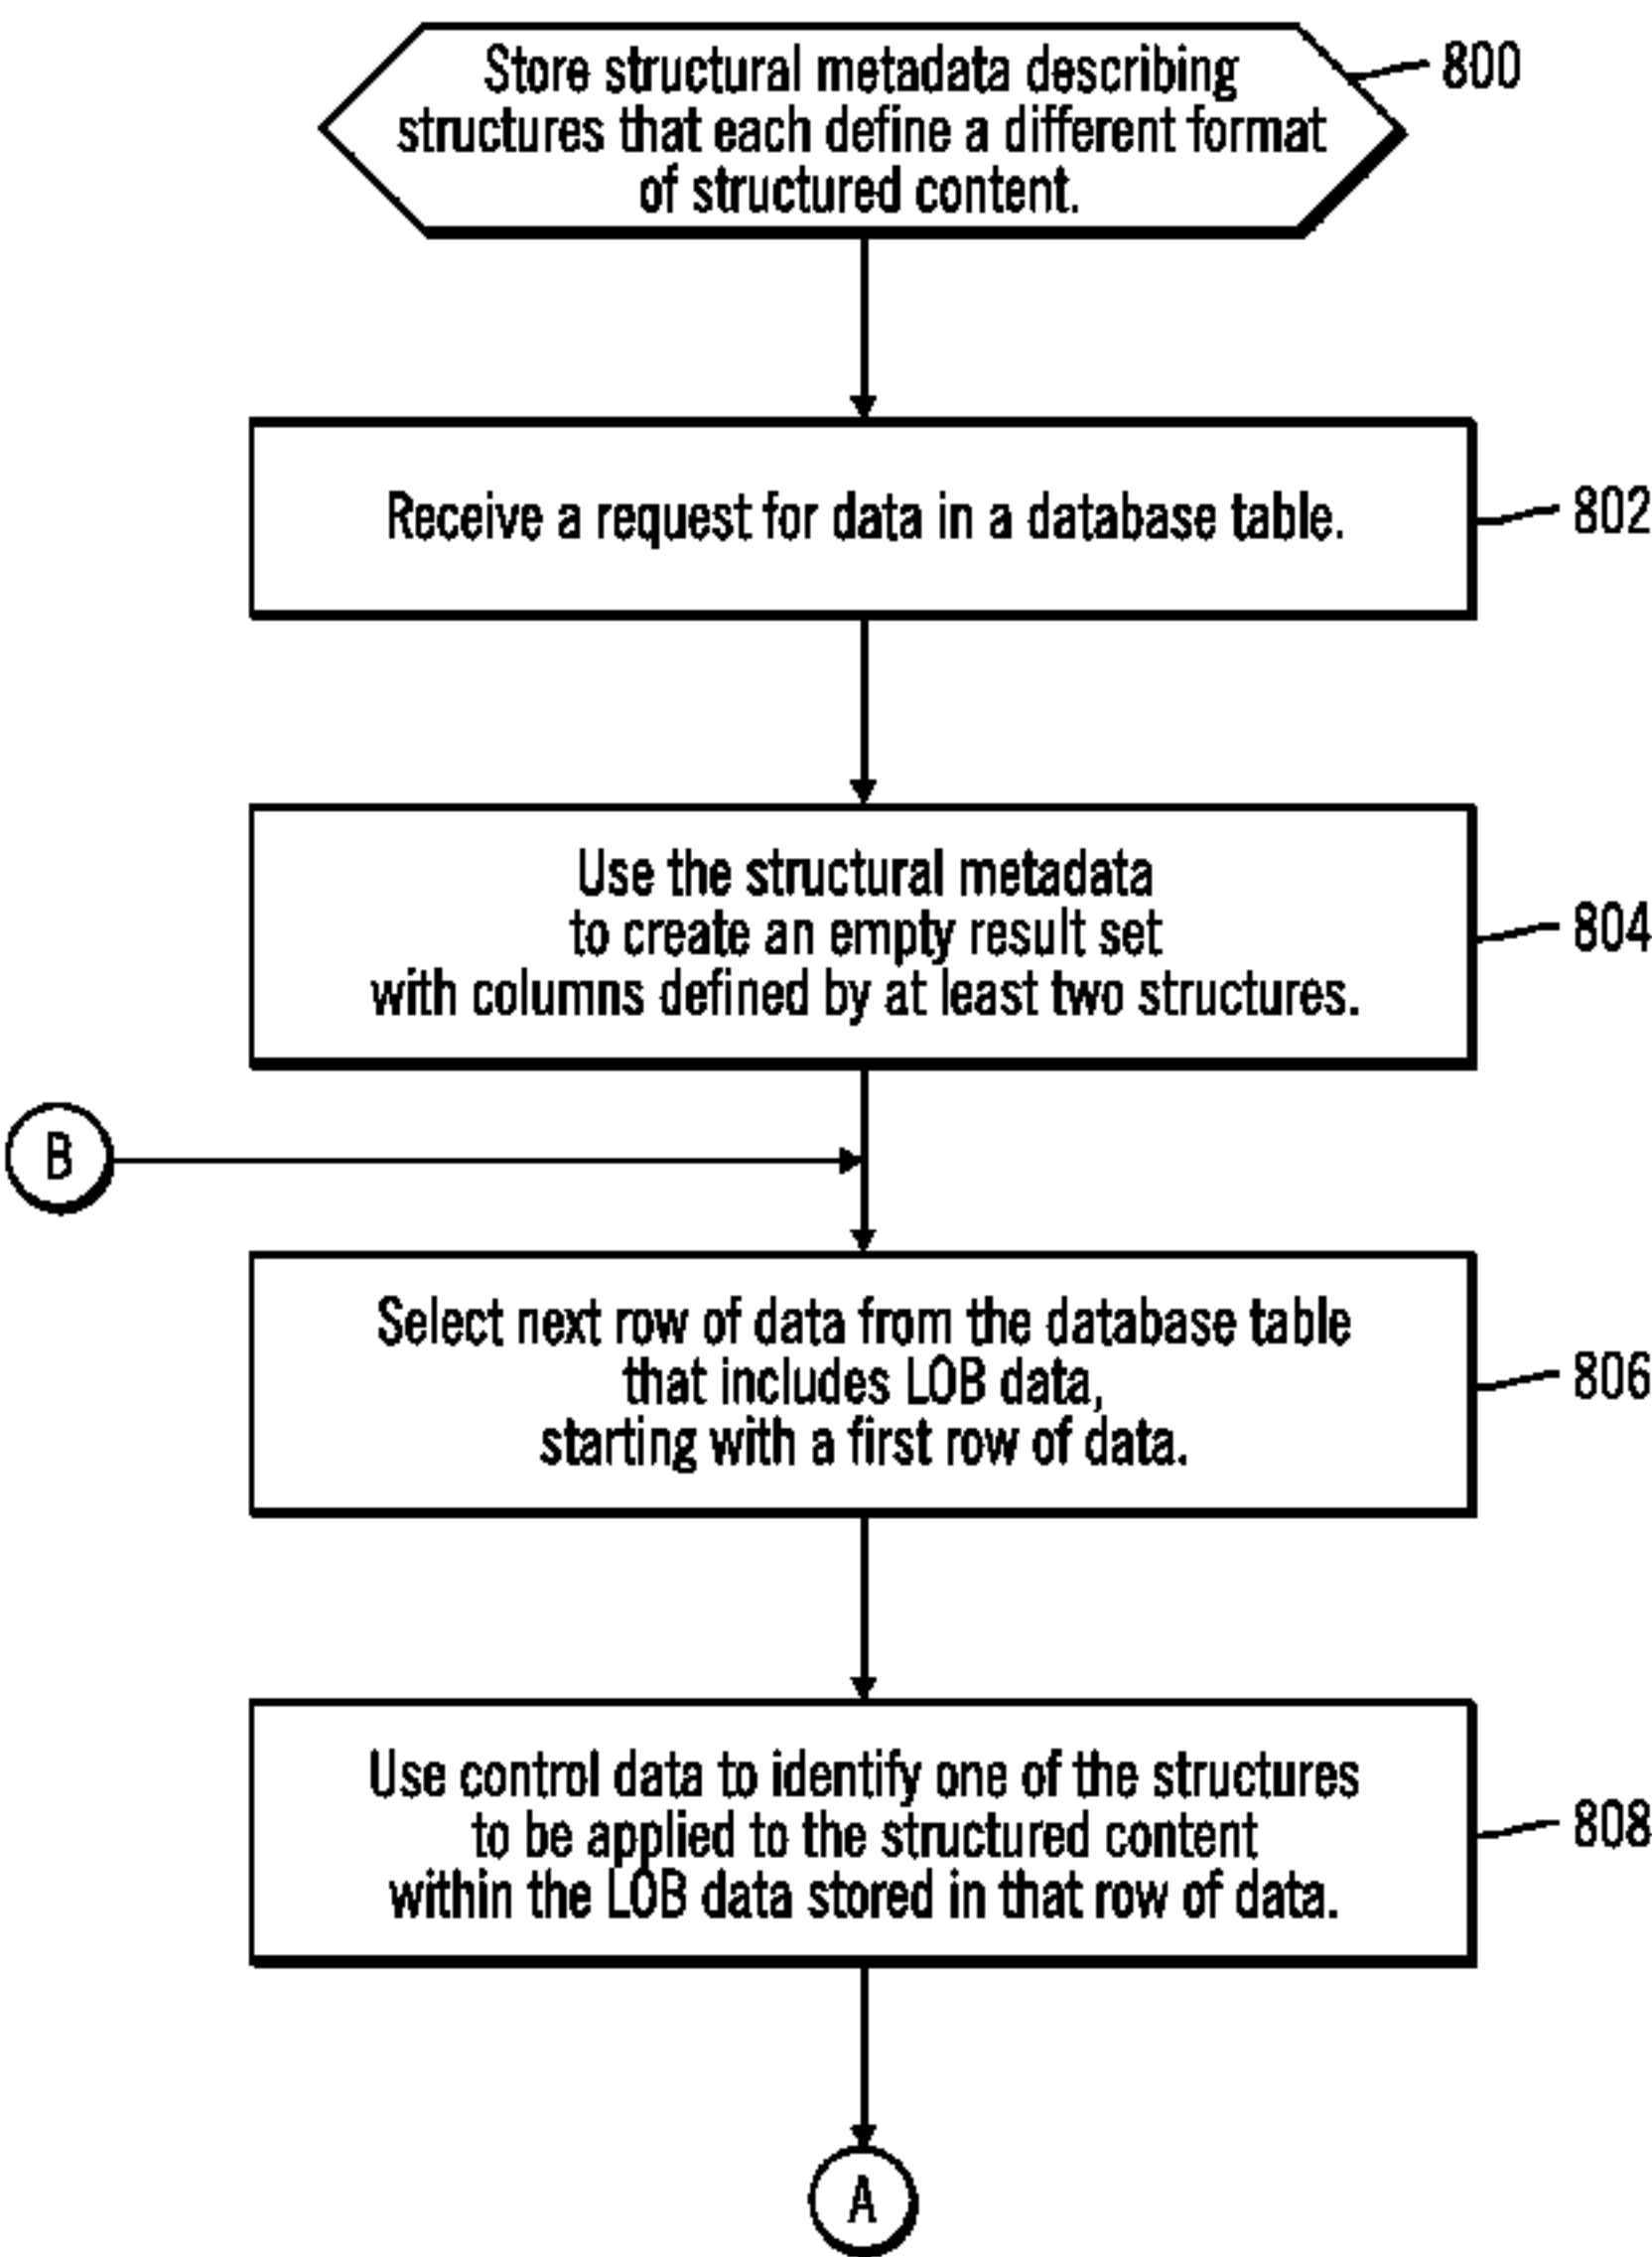 Store structural metadata describing
structures that each define a different format
of structured content.
800
Receive a request for data in a database table.
802
Use the structural metadata
to create an empty result set
with columns defined by at least two structures.
804
B
Select next row of data from the database table
that includes LOB data,
starting with a first row of data.
806
Use control data to identify one of the structures
to be applied to the structured content
within the LOB data stored in that row of data.
808
A